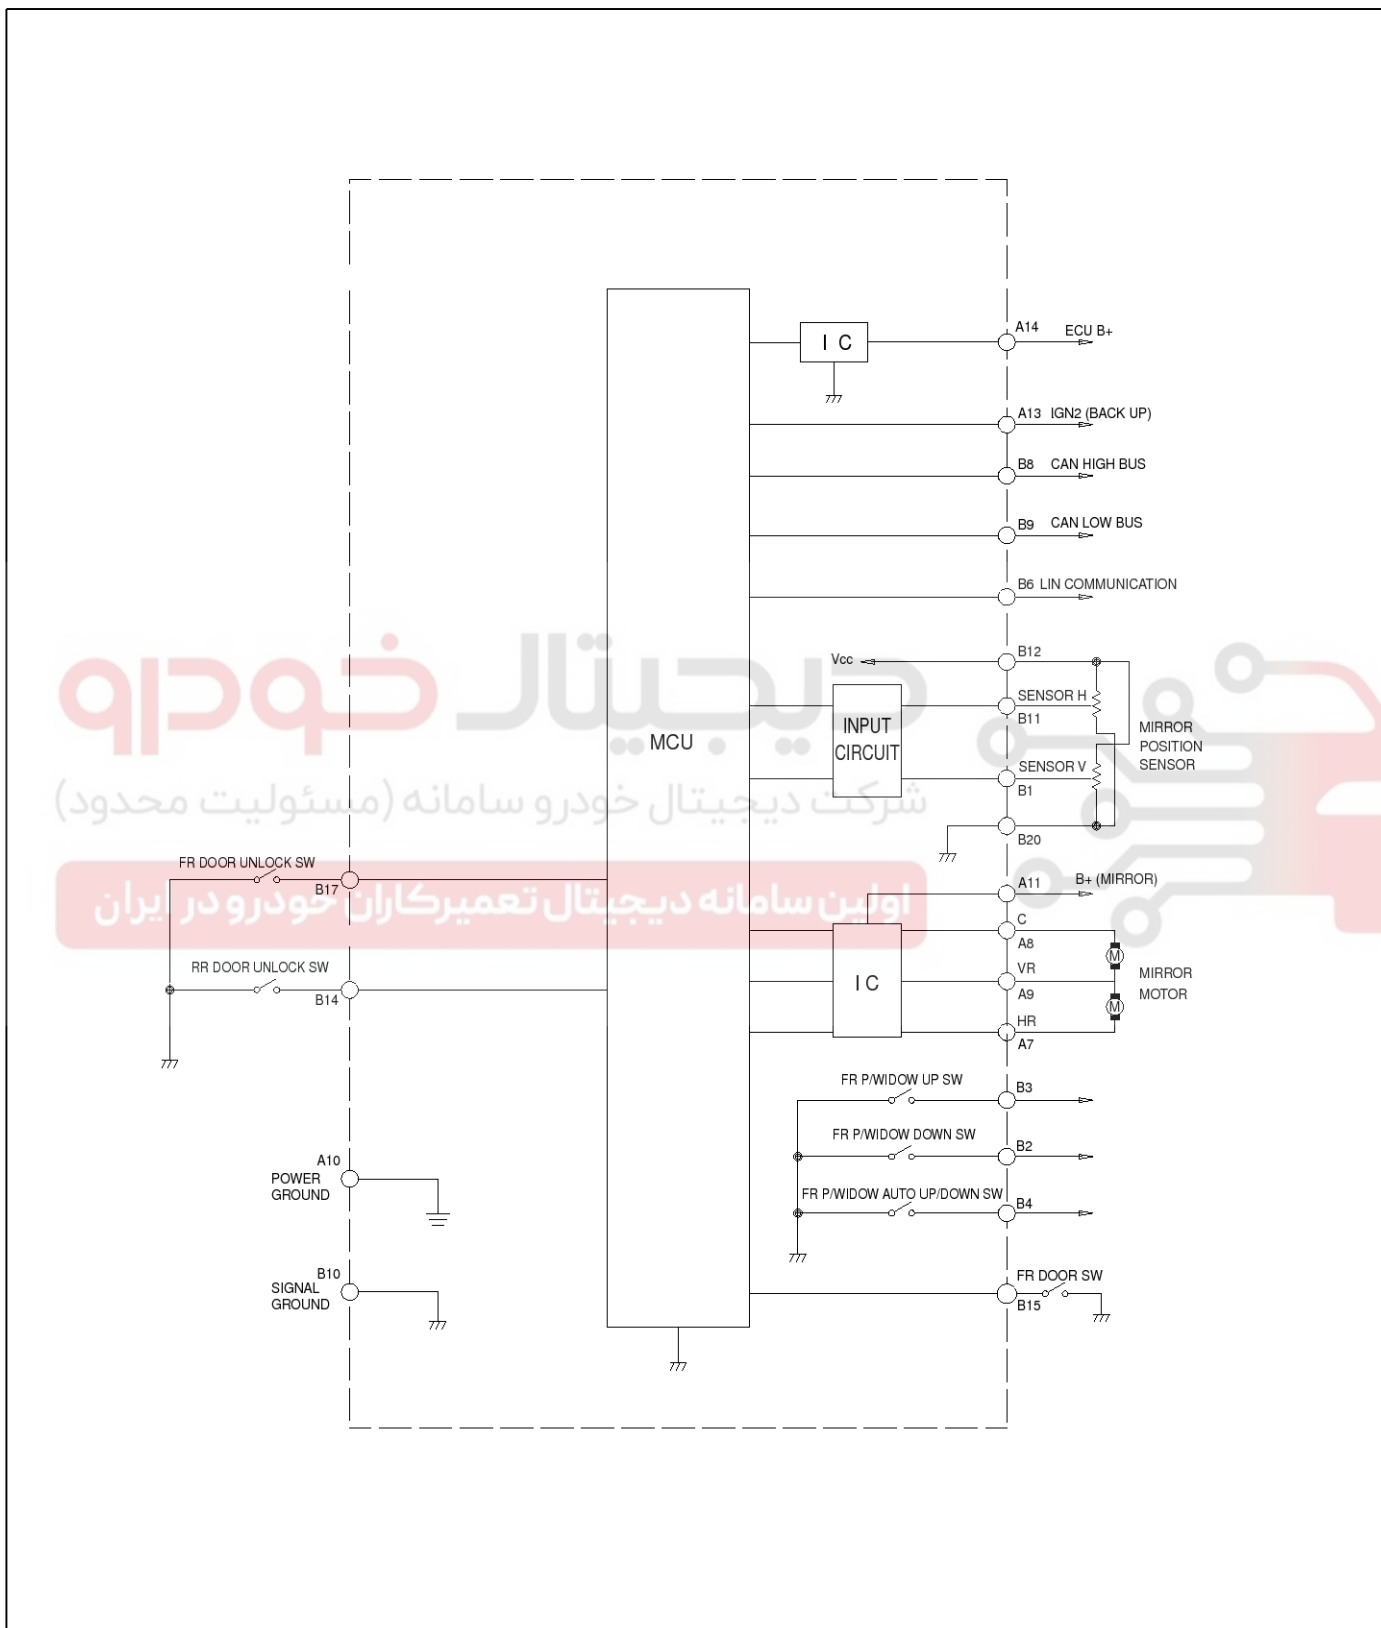 A14 ECU B+
I C
A13 IGN2 (BACK UP)
B8 CAN HIGH BUS
B9 CAN LOW BUS
B6 LIN COMMUNICATION
B12
Vcc
SENSOR H
B11
INPUT
CIRCUIT
MCU
MIRROR
POSITION
SENSOR
SENSOR V
B1
B20
دیجیتال خودرو
شرکت دیجیتال خودرو سامانه (مسئولیت محدود)
اولین سامانه دیجیتال تعمیرکاران خودرو در ایران
FR DOOR UNLOCK SW
B17
A11 B+ (MIRROR)
C
A8
M
RR DOOR UNLOCK SW
B14
VR
A9
I C
MIRROR
MOTOR
M
HR
A7
FR P/WIDOW UP SW
B3
FR P/WIDOW DOWN SW
B2
FR P/WIDOW AUTO UP/DOWN SW
B4
A10
POWER
GROUND
B10
SIGNAL
GROUND
FR DOOR SW
B15